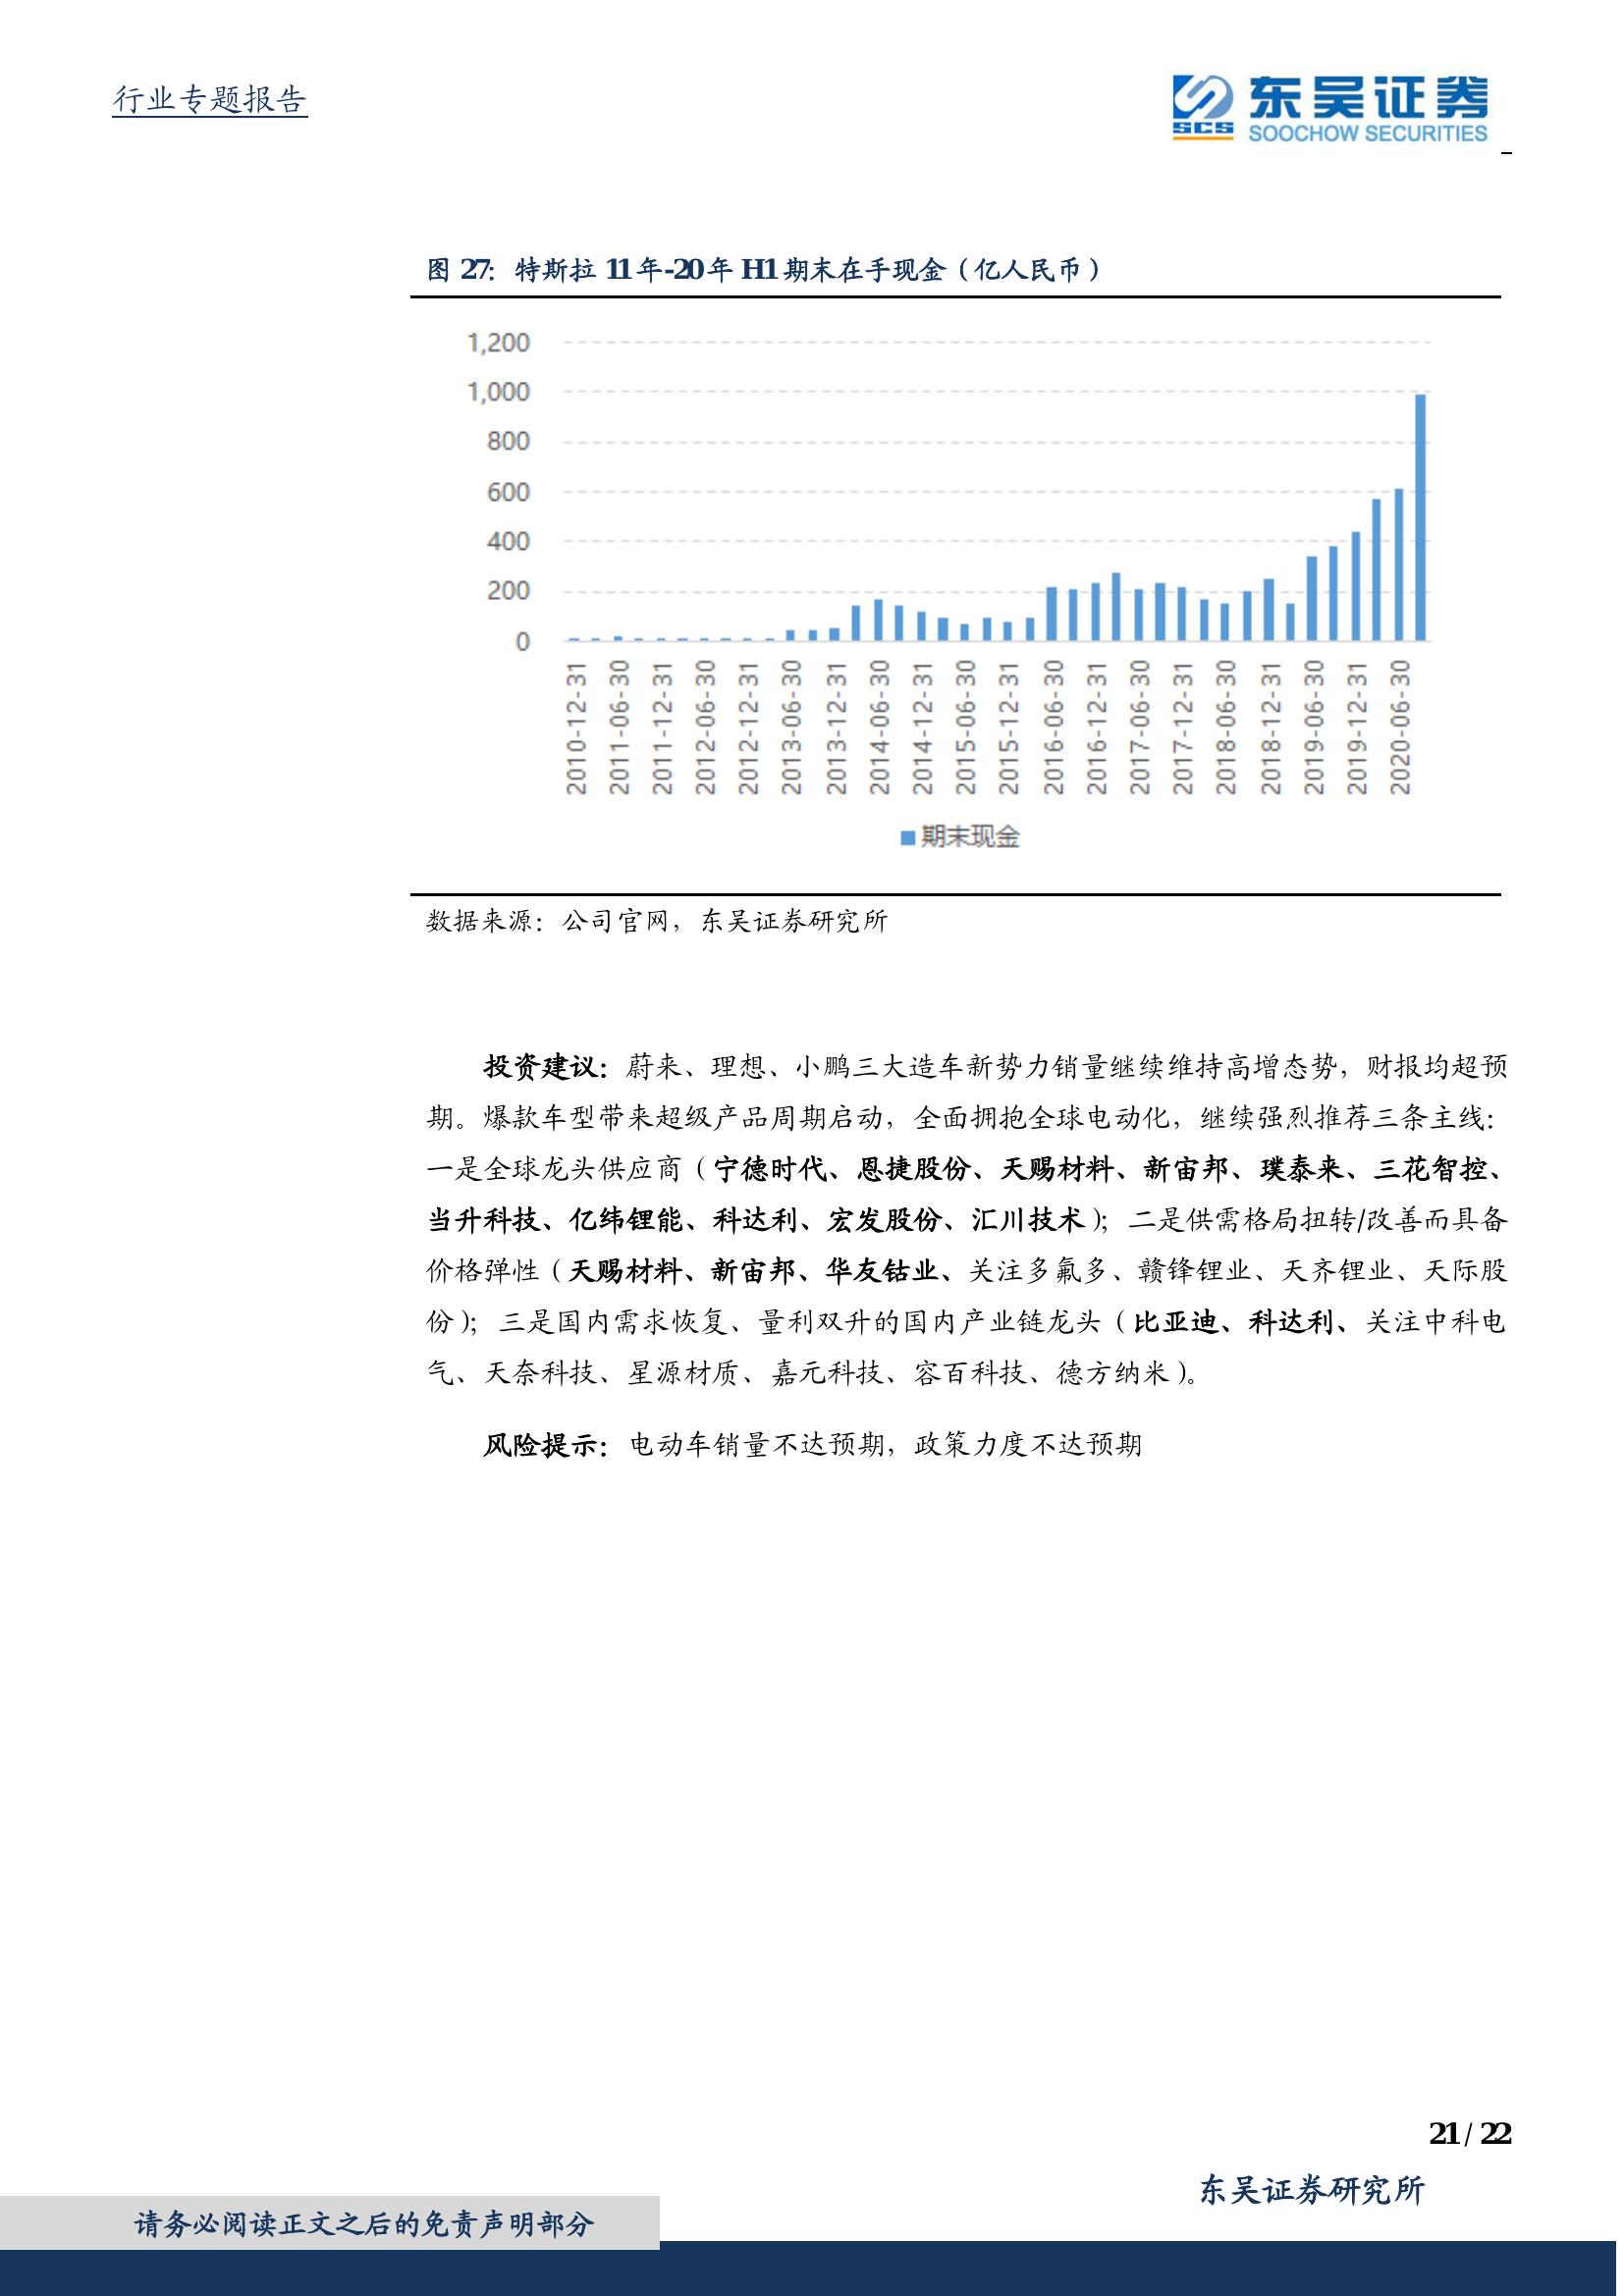 行业专题报告
SCS
东吴证券
SOOCHOW SECURITIES
图 27：特斯拉 11 年-20 年 H1 期末在手现金（亿人民币）
1,200
1,000
800
600
400
200
0
2010-12-31
2011-06-30
2011-12-31
2012-06-30
2012-12-31
2013-06-30
2013-12-31
2014-06-30
2014-12-31
2015-06-30
2015-12-31
2016-06-30
2016-12-31
2017-06-30
2017-12-31
2018-06-30
2018-12-31
2019-06-30
2019-12-31
2020-06-30
期末现金
数据来源：公司官网，东吴证券研究所
投资建议：蔚来、理想、小鹏三大造车新势力销量继续维持高增态势，财报均超预
期。爆款车型带来超级产品周期启动，全面拥抱全球电动化，继续强烈推荐三条主线：
一是全球龙头供应商（宁德时代、恩捷股份、天赐材料、新宙邦、璞泰来、三花智控、
当升科技、亿纬锂能、科达利、宏发股份、汇川技术）；二是供需格局扭转/改善而具备
价格弹性（天赐材料、新宙邦、华友钴业、关注多氟多、赣锋锂业、天齐锂业、天际股
份）；三是国内需求恢复、量利双升的国内产业链龙头（比亚迪、科达利、关注中科电
气、天奈科技、星源材质、嘉元科技、容百科技、德方纳米）。
风险提示：电动车销量不达预期，政策力度不达预期
21 / 22
东吴证券研究所
请务必阅读正文之后的免责声明部分